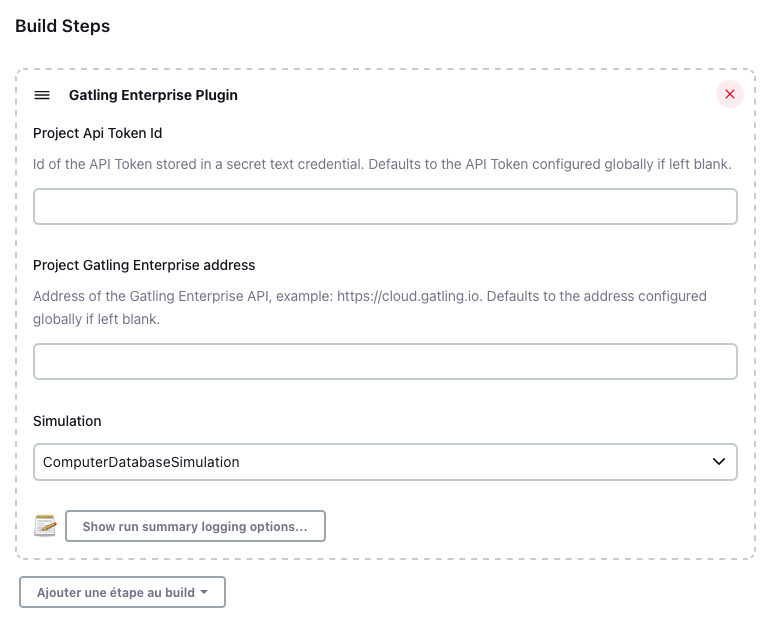 Build Steps
Gatling Enterprise Plugin
Project Api Token Id
Id of the API Token stored in a secret text credential. Defaults to the API Token configured globally if left blank.
Project Gatling Enterprise address
Address of the Gatling Enterprise API, example: https://cloud.gatling.io. Defaults to the address configured
globally if left blank.
Simulation
ComputerDatabaseSimulation
Show run summary logging options...
Ajouter une étape au build